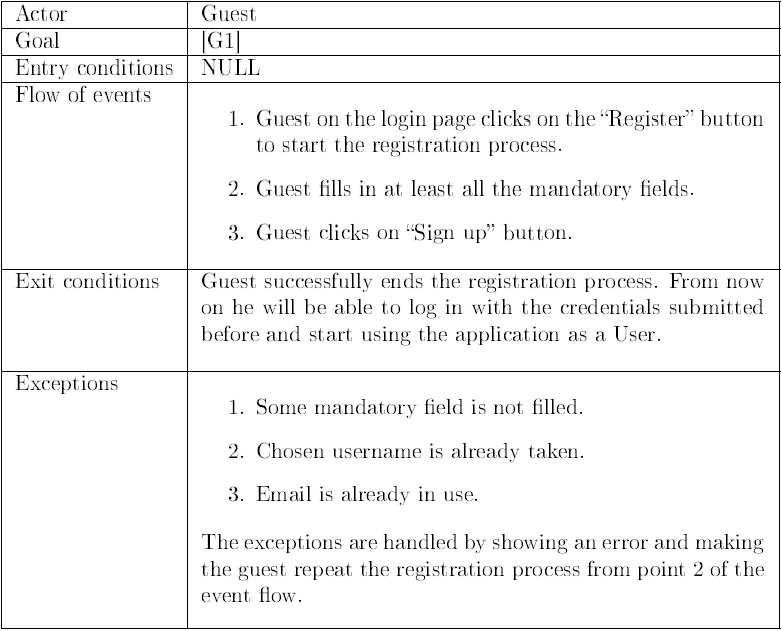 Actor Guest
Goal [G1]
Entry conditions NULL
Flow of events
1. Guest on the login page clicks on the “Register” button
to start the registration process.
2. Guest fills in at least all the mandatory fields.
3. Guest clicks on “Sign up” button.
Exit conditions Guest successfully ends the registration process. From now
on he will be able to log in with the credentials submitted
before and start using the application as a User.
Exceptions
1. Some mandatory field is not filled.
2. Chosen username is already taken.
3. Email is already in use.
The exceptions are handled by showing an error and making
the guest repeat the registration process from point 2 of the
event flow.